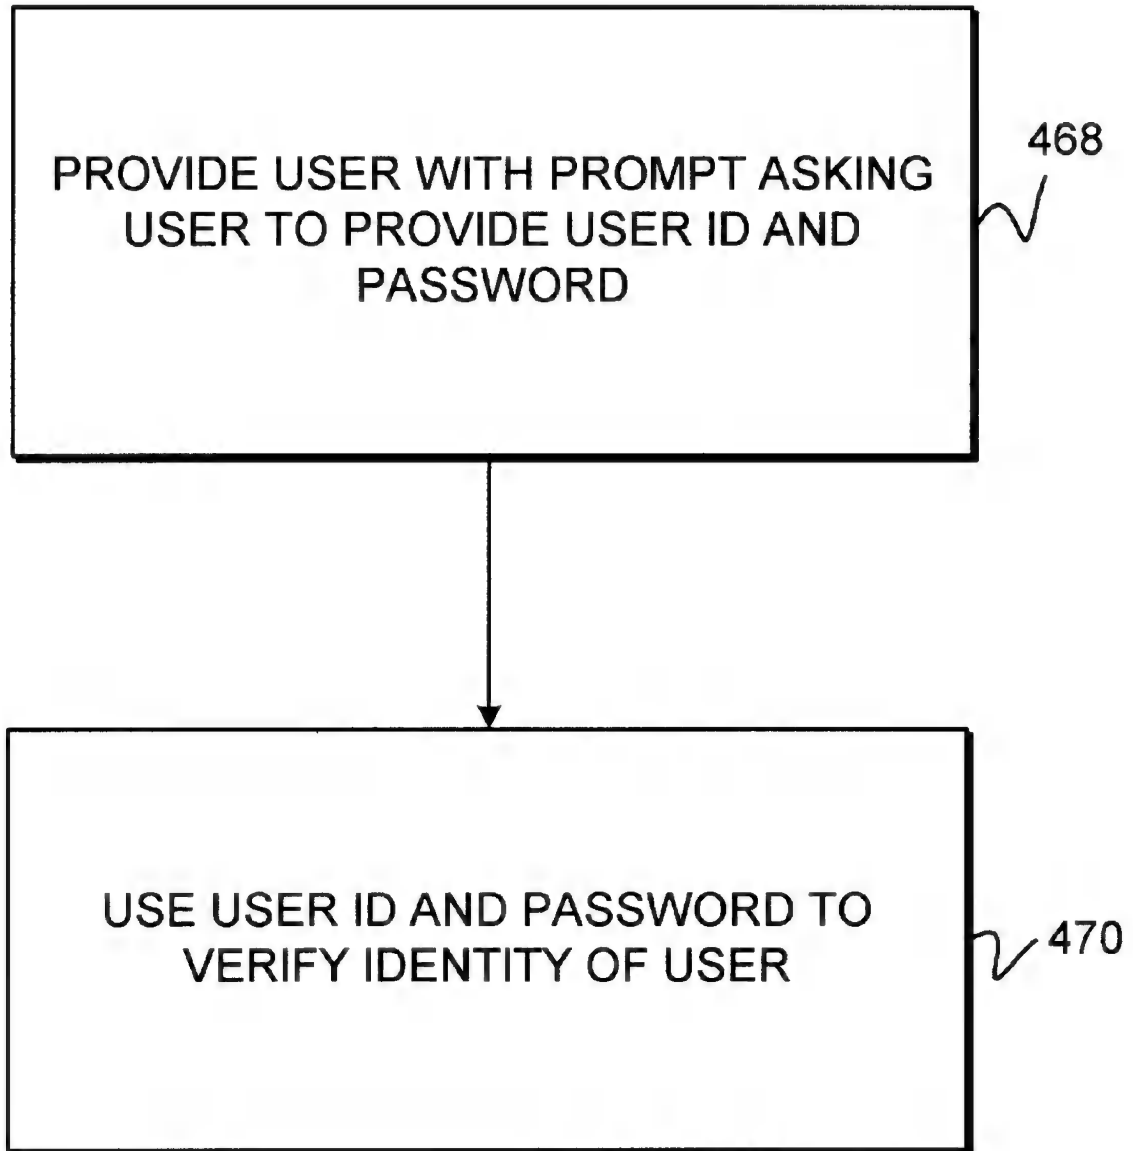 468
PROVIDE USER WITH PROMPT ASKING
USER TO PROVIDE USER ID AND
PASSWORD
USE USER ID AND PASSWORD TO
VERIFY IDENTITY OF USER
470